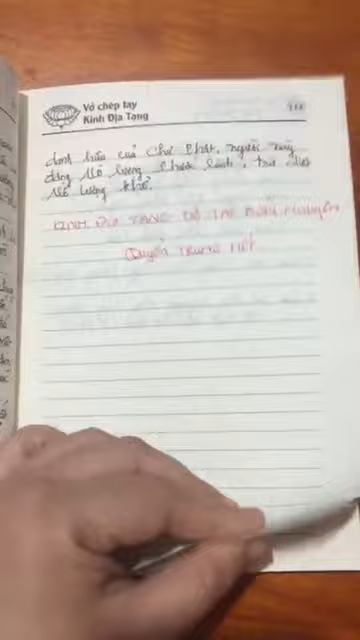 Vở chép tay
Kinh Địa Tạng
danh hiệu của Chư Phật, người này
đặng Vô lượng phước lành, trừ diệt
Vô lượng khổ.
KINH ĐỊA TẠNG BỒ TÁT BỔN NGUYỆN
QUYỂN TRUNG HẾT